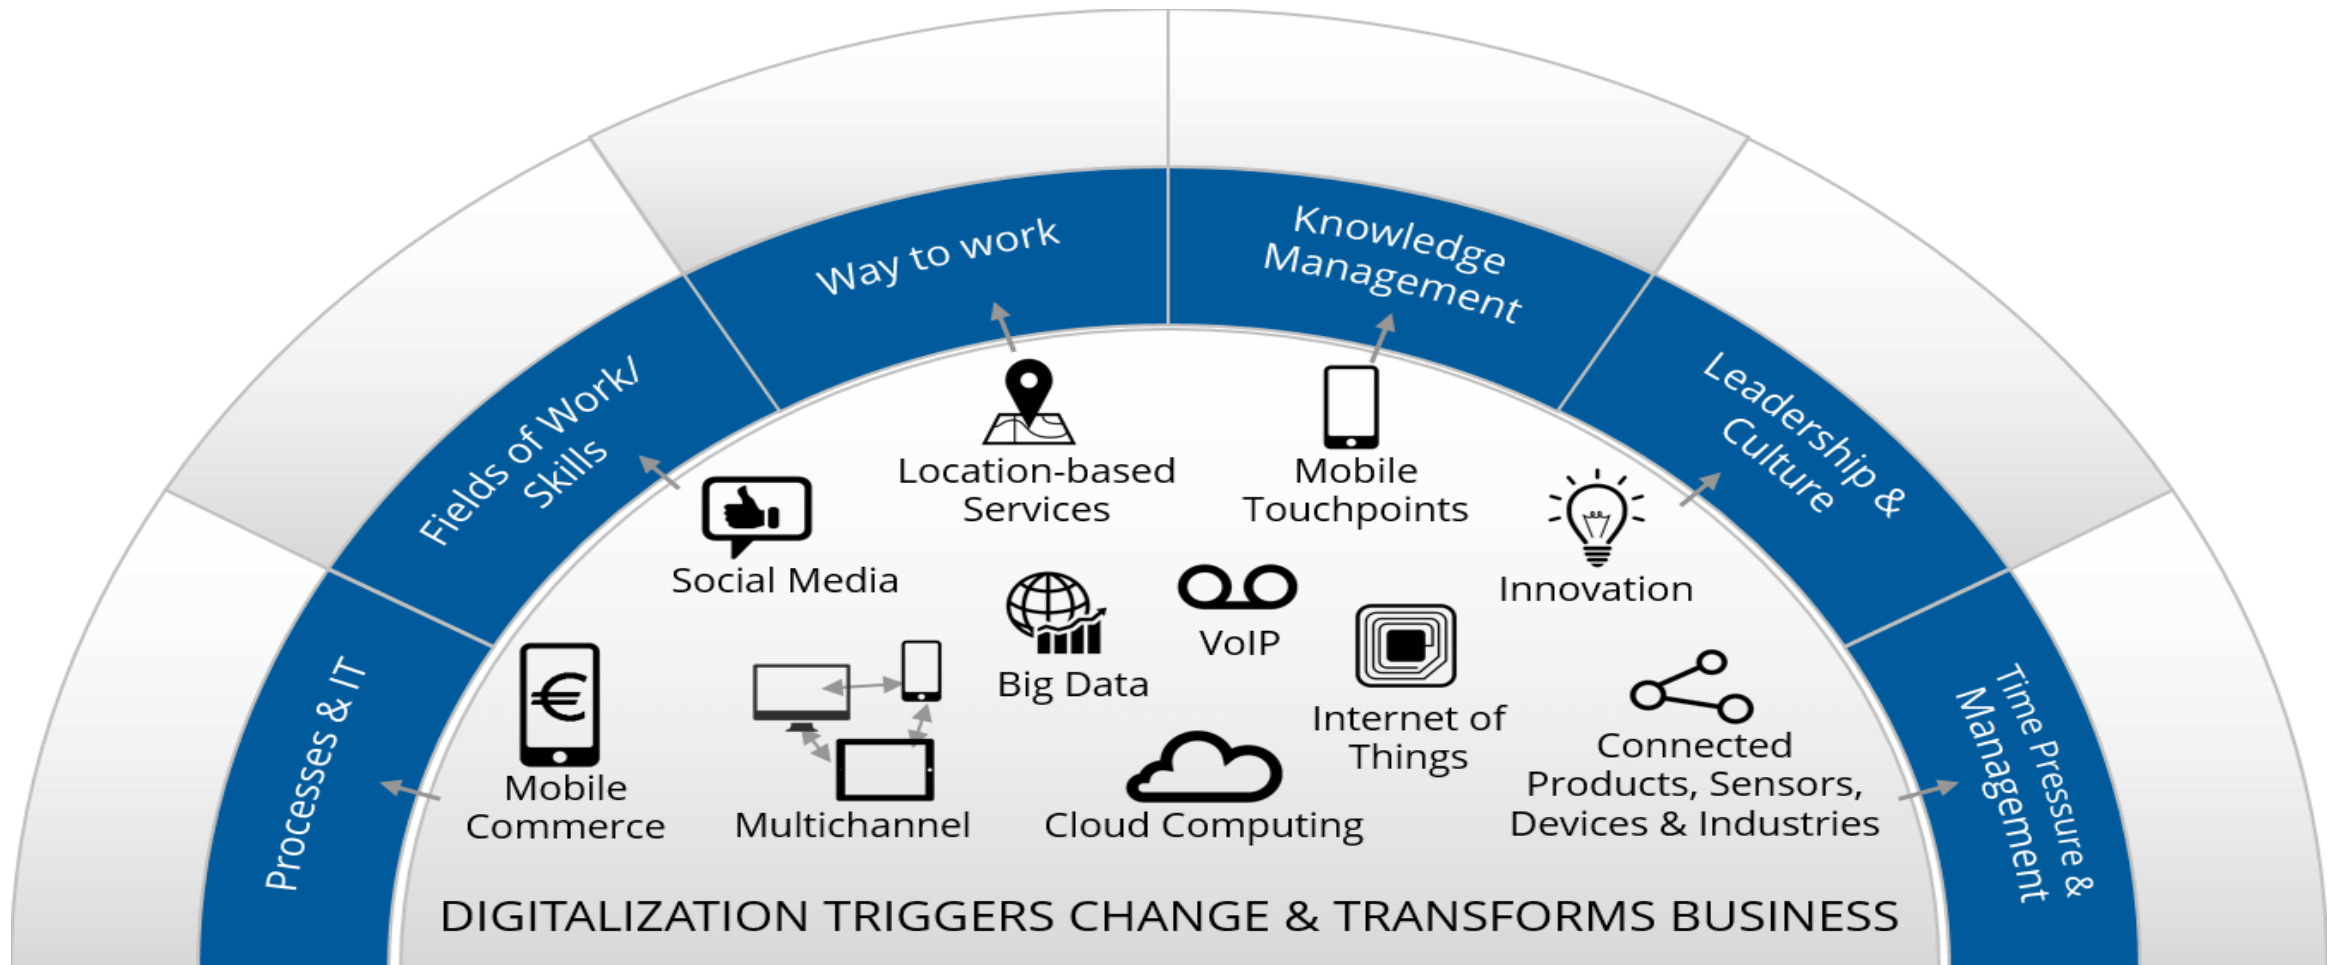 Processes & IT
Fields of Work/
Skills
Way to work
Knowledge
Management
Leadership &
Culture
Time Pressure &
Management
Location-based
Services
Mobile
Touchpoints
Social Media
Innovation
Big Data
VoIP
Internet of
Things
Mobile
Commerce
Multichannel
Cloud Computing
Connected
Products, Sensors,
Devices & Industries
DIGITALIZATION TRIGGERS CHANGE & TRANSFORMS BUSINESS